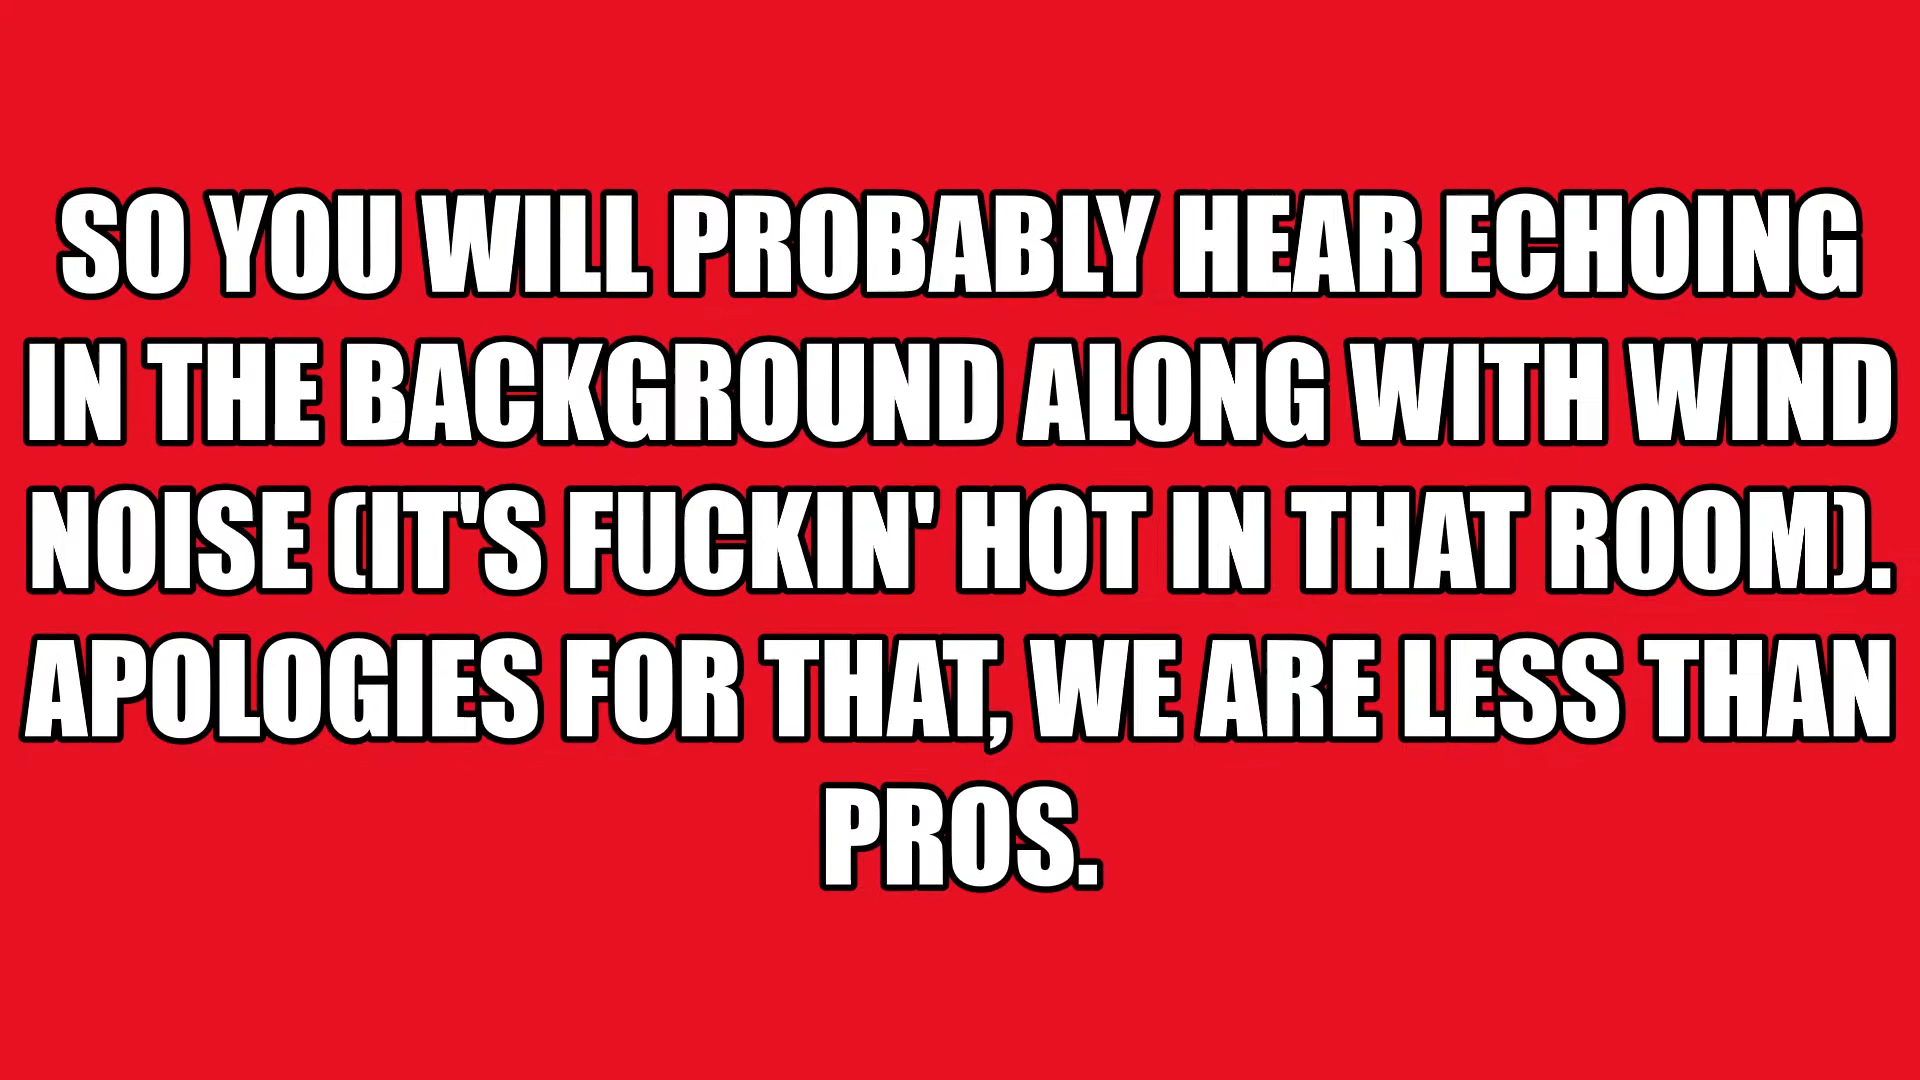 SO YOU WILL PROBABLY HEAR ECHOING
IN THE BACKGROUND ALONG WITH WIND
NOISE (IT'S FUCKIN' HOT IN THAT ROOM).
APOLOGIES FOR THAT, WE ARE LESS THAN
PROS.